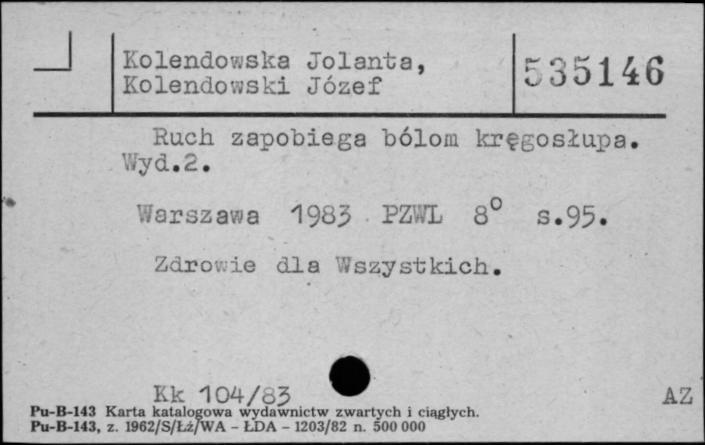 Kolendowska Jolanta,
Kolendowski Józef
535146
Ruch zapobiega bólom kręgosłupa.
Wyd.2.
Warszawa 1983 PZWL 8° s.95.
Zdrowie dla Wszystkich.
Kk 104/83
AZ
Pu-B-143 Karta katalogowa wydawnictw zwartych i ciągłych.
Pu-B-143, z. 1962/S/Łż/WA – ŁDA – 1203/82 n. 500 000